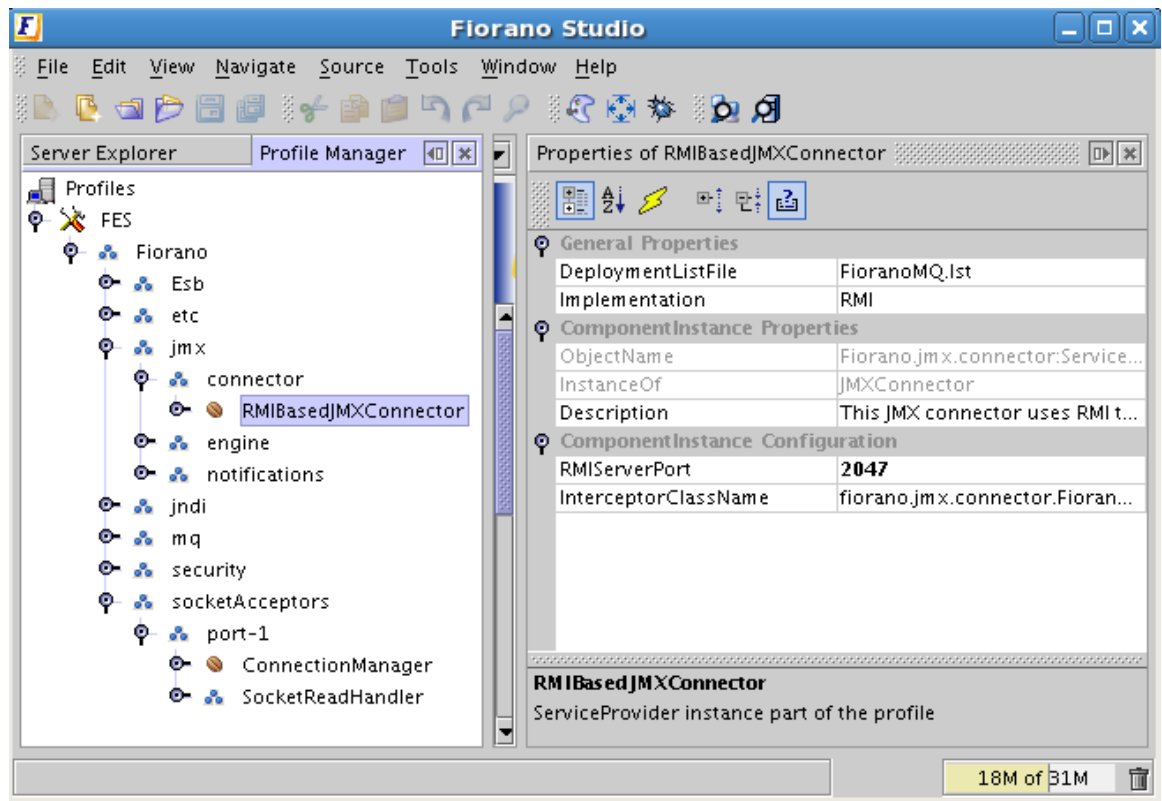 Fiorano Studio
File Edit View Navigate Source Tools Window Help
Server Explorer
Profile Manager
Profiles
FES
Fiorano
Esb
etc
jmx
connector
RMIBasedJMXConnector
engine
notifications
jndi
mq
security
socketAcceptors
port-1
ConnectionManager
SocketReadHandler
Properties of RMIBasedJMXConnector
General Properties
DeploymentListFile FioranoMQ.lst
Implementation RMI
ComponentInstance Properties
ObjectName Fiorano.jmx.connector:Service...
InstanceOf JMXConnector
Description This JMX connector uses RMI t...
ComponentInstance Configuration
RMIServerPort 2047
InterceptorClassName fiorano.jmx.connector.Fioran...
RMIBasedJMXConnector
ServiceProvider instance part of the profile
18M of 31M